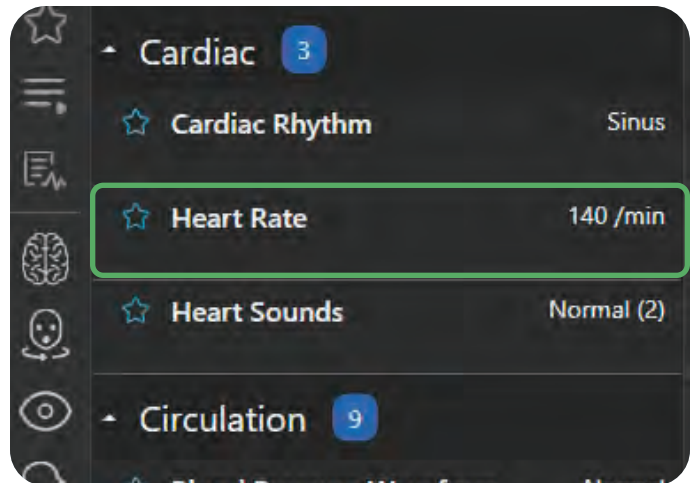 Cardiac 3
Cardiac Rhythm Sinus
Heart Rate 140 /min
Heart Sounds Normal (2)
Circulation 9